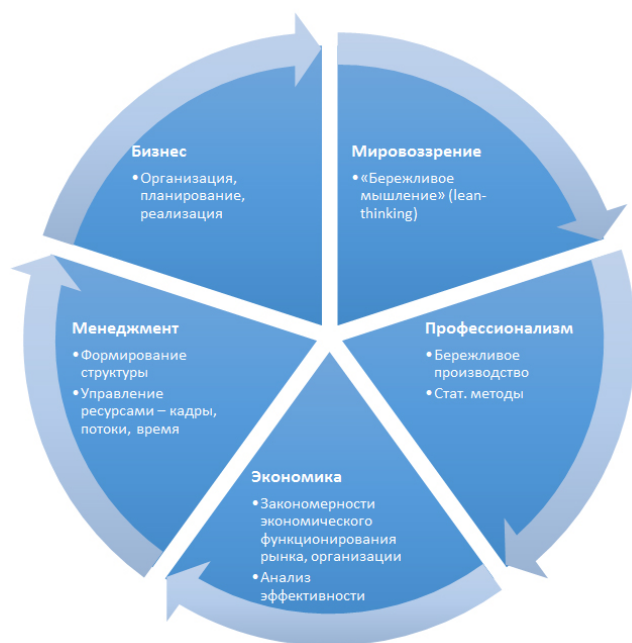 Бизнес
•Организация,
планирование,
реализация
Мировоззрение
•«Бережливое
мышление» (lean-
thinking)
Профессионализм
•Бережливое
производство
•Стат. методы
Экономика
•Закономерности
экономического
функционирования
рынка, организации
•Анализ
эффективности
Менеджмент
•Формирование
структуры
•Управление
ресурсами – кадры,
потоки, время